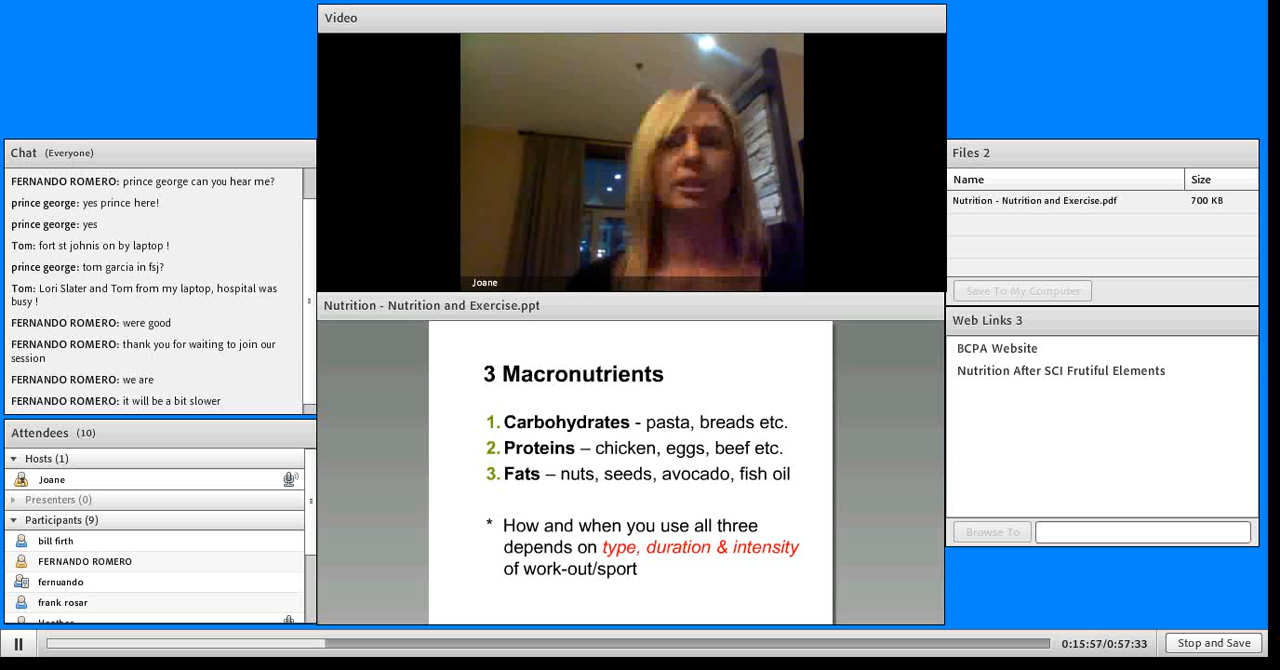 Video
Joane
Chat (Everyone)
FERNANDO ROMERO: prince george can you hear me?
prince george: yes prince here!
prince george: yes
Tom: fort st johnis on by laptop !
prince george: tom garcia in fsj?
Tom: Lori Slater and Tom from my laptop, hospital was
busy !
FERNANDO ROMERO: were good
FERNANDO ROMERO: thank you for waiting to join our
session
FERNANDO ROMERO: we are
FERNANDO ROMERO: it will be a bit slower
Attendees (10)
Hosts (1)
Joane
Presenters (0)
Participants (9)
bill firth
FERNANDO ROMERO
fernuando
frank rosar
Nutrition - Nutrition and Exercise.ppt
3 Macronutrients
1. Carbohydrates - pasta, breads etc.
2. Proteins – chicken, eggs, beef etc.
3. Fats – nuts, seeds, avocado, fish oil
* How and when you use all three
depends on type, duration & intensity
of work-out/sport
Files 2
Name Size
Nutrition - Nutrition and Exercise.pdf 700 KB
Save To My Computer
Web Links 3
BCPA Website
Nutrition After SCI Frutiful Elements
Browse To
0:15:57/0:57:33
Stop and Save